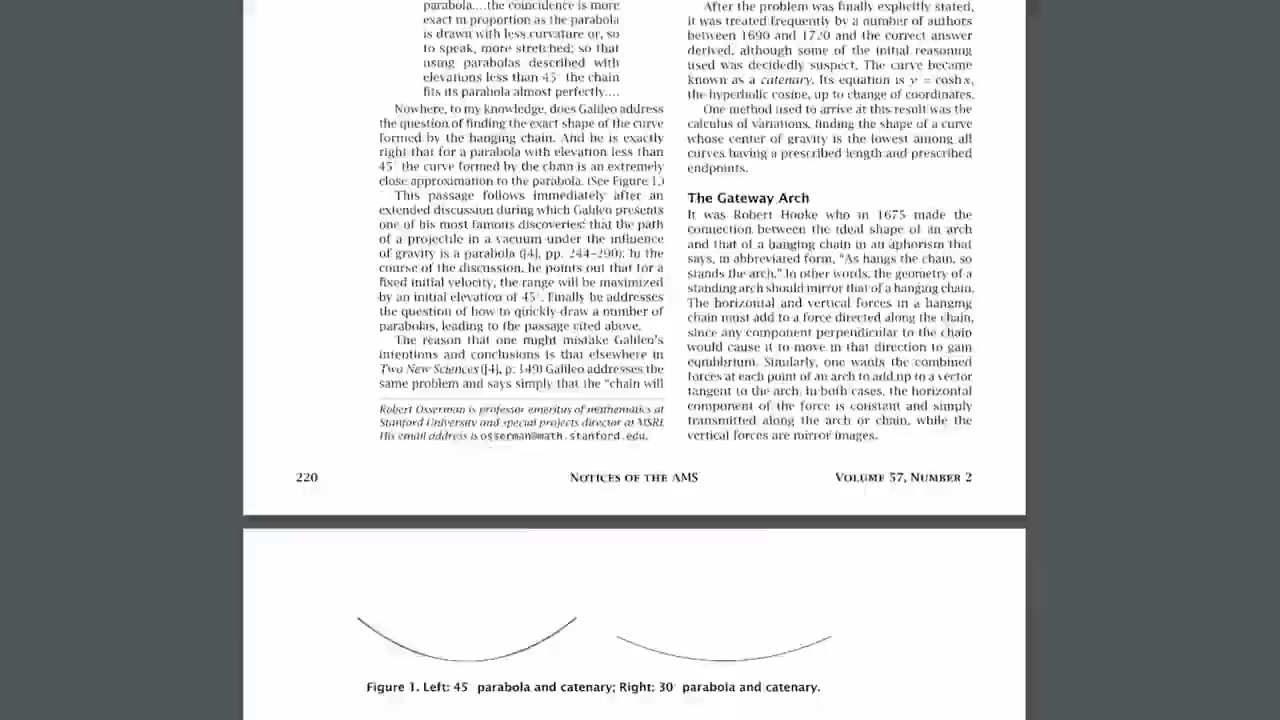 parabola....the coincidence is more
exact in proportion as the parabola
is drawn with less curvature or, so
to speak, more stretched; so that
using parabolas described with
elevations less than 45° the chain
fits its parabola almost perfectly....
Nowhere, to my knowledge, does Galileo address
the question of finding the exact shape of the curve
formed by the hanging chain. And he is exactly
right that for a parabola with elevation less than
45° the curve formed by the chain is an extremely
close approximation to the parabola. (See Figure 1.)
This passage follows immediately after an
extended discussion during which Galileo presents
one of his most famous discoveries: that the path
of a projectile in a vacuum under the influence
of gravity is a parabola ([4], pp. 244–290). In the
course of the discussion, he points out that for a
fixed initial velocity, the range will be maximized
by an initial elevation of 45°. Finally he addresses
the question of how to quickly draw a number of
parabolas, leading to the passage cited above.
The reason that one might mistake Galileo's
intentions and conclusions is that elsewhere in
Two New Sciences ([4], p. 149) Galileo addresses the
same problem and says simply that the "chain will
Robert Osserman is professor emeritus of mathematics at
Stanford University and special projects director at MSRI.
His email address is osserman@math.stanford.edu.
After the problem was finally explicitly stated,
it was treated frequently by a number of authors
between 1690 and 1720 and the correct answer
derived, although some of the initial reasoning
used was decidedly suspect. The curve became
known as a catenary. Its equation is y = cosh x,
the hyperbolic cosine, up to change of coordinates.
One method used to arrive at this result was the
calculus of variations, finding the shape of a curve
whose center of gravity is the lowest among all
curves having a prescribed length and prescribed
endpoints.
The Gateway Arch
It was Robert Hooke who in 1675 made the
connection between the ideal shape of an arch
and that of a hanging chain in an aphorism that
says, in abbreviated form, "As hangs the chain, so
stands the arch." In other words, the geometry of a
standing arch should mirror that of a hanging chain.
The horizontal and vertical forces in a hanging
chain must add to a force directed along the chain,
since any component perpendicular to the chain
would cause it to move in that direction to gain
equilibrium. Similarly, one wants the combined
forces at each point of an arch to add up to a vector
tangent to the arch. In both cases, the horizontal
component of the force is constant and simply
transmitted along the arch or chain, while the
vertical forces are mirror images.
220 Notices of the AMS Volume 57, Number 2
Figure 1. Left: 45° parabola and catenary; Right: 30° parabola and catenary.